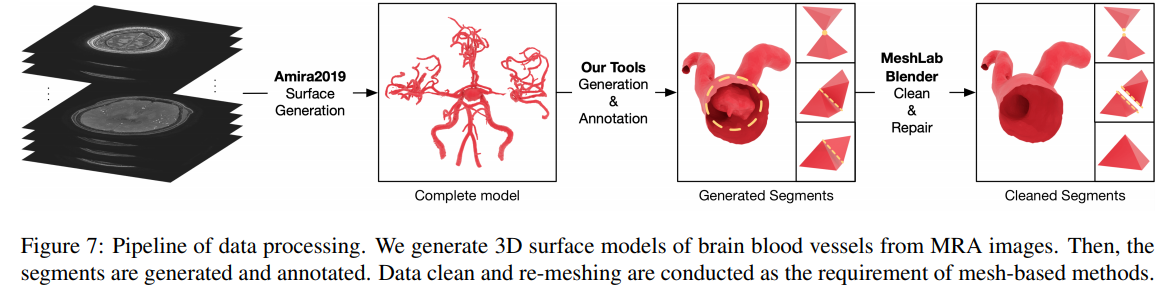 Amira2019
Surface
Generation
Complete model
Our Tools
Generation
&
Annotation
Generated Segments
MeshLab
Blender
Clean
&
Repair
Cleaned Segments
Figure 7: Pipeline of data processing. We generate 3D surface models of brain blood vessels from MRA images. Then, the
segments are generated and annotated. Data clean and re-meshing are conducted as the requirement of mesh-based methods.